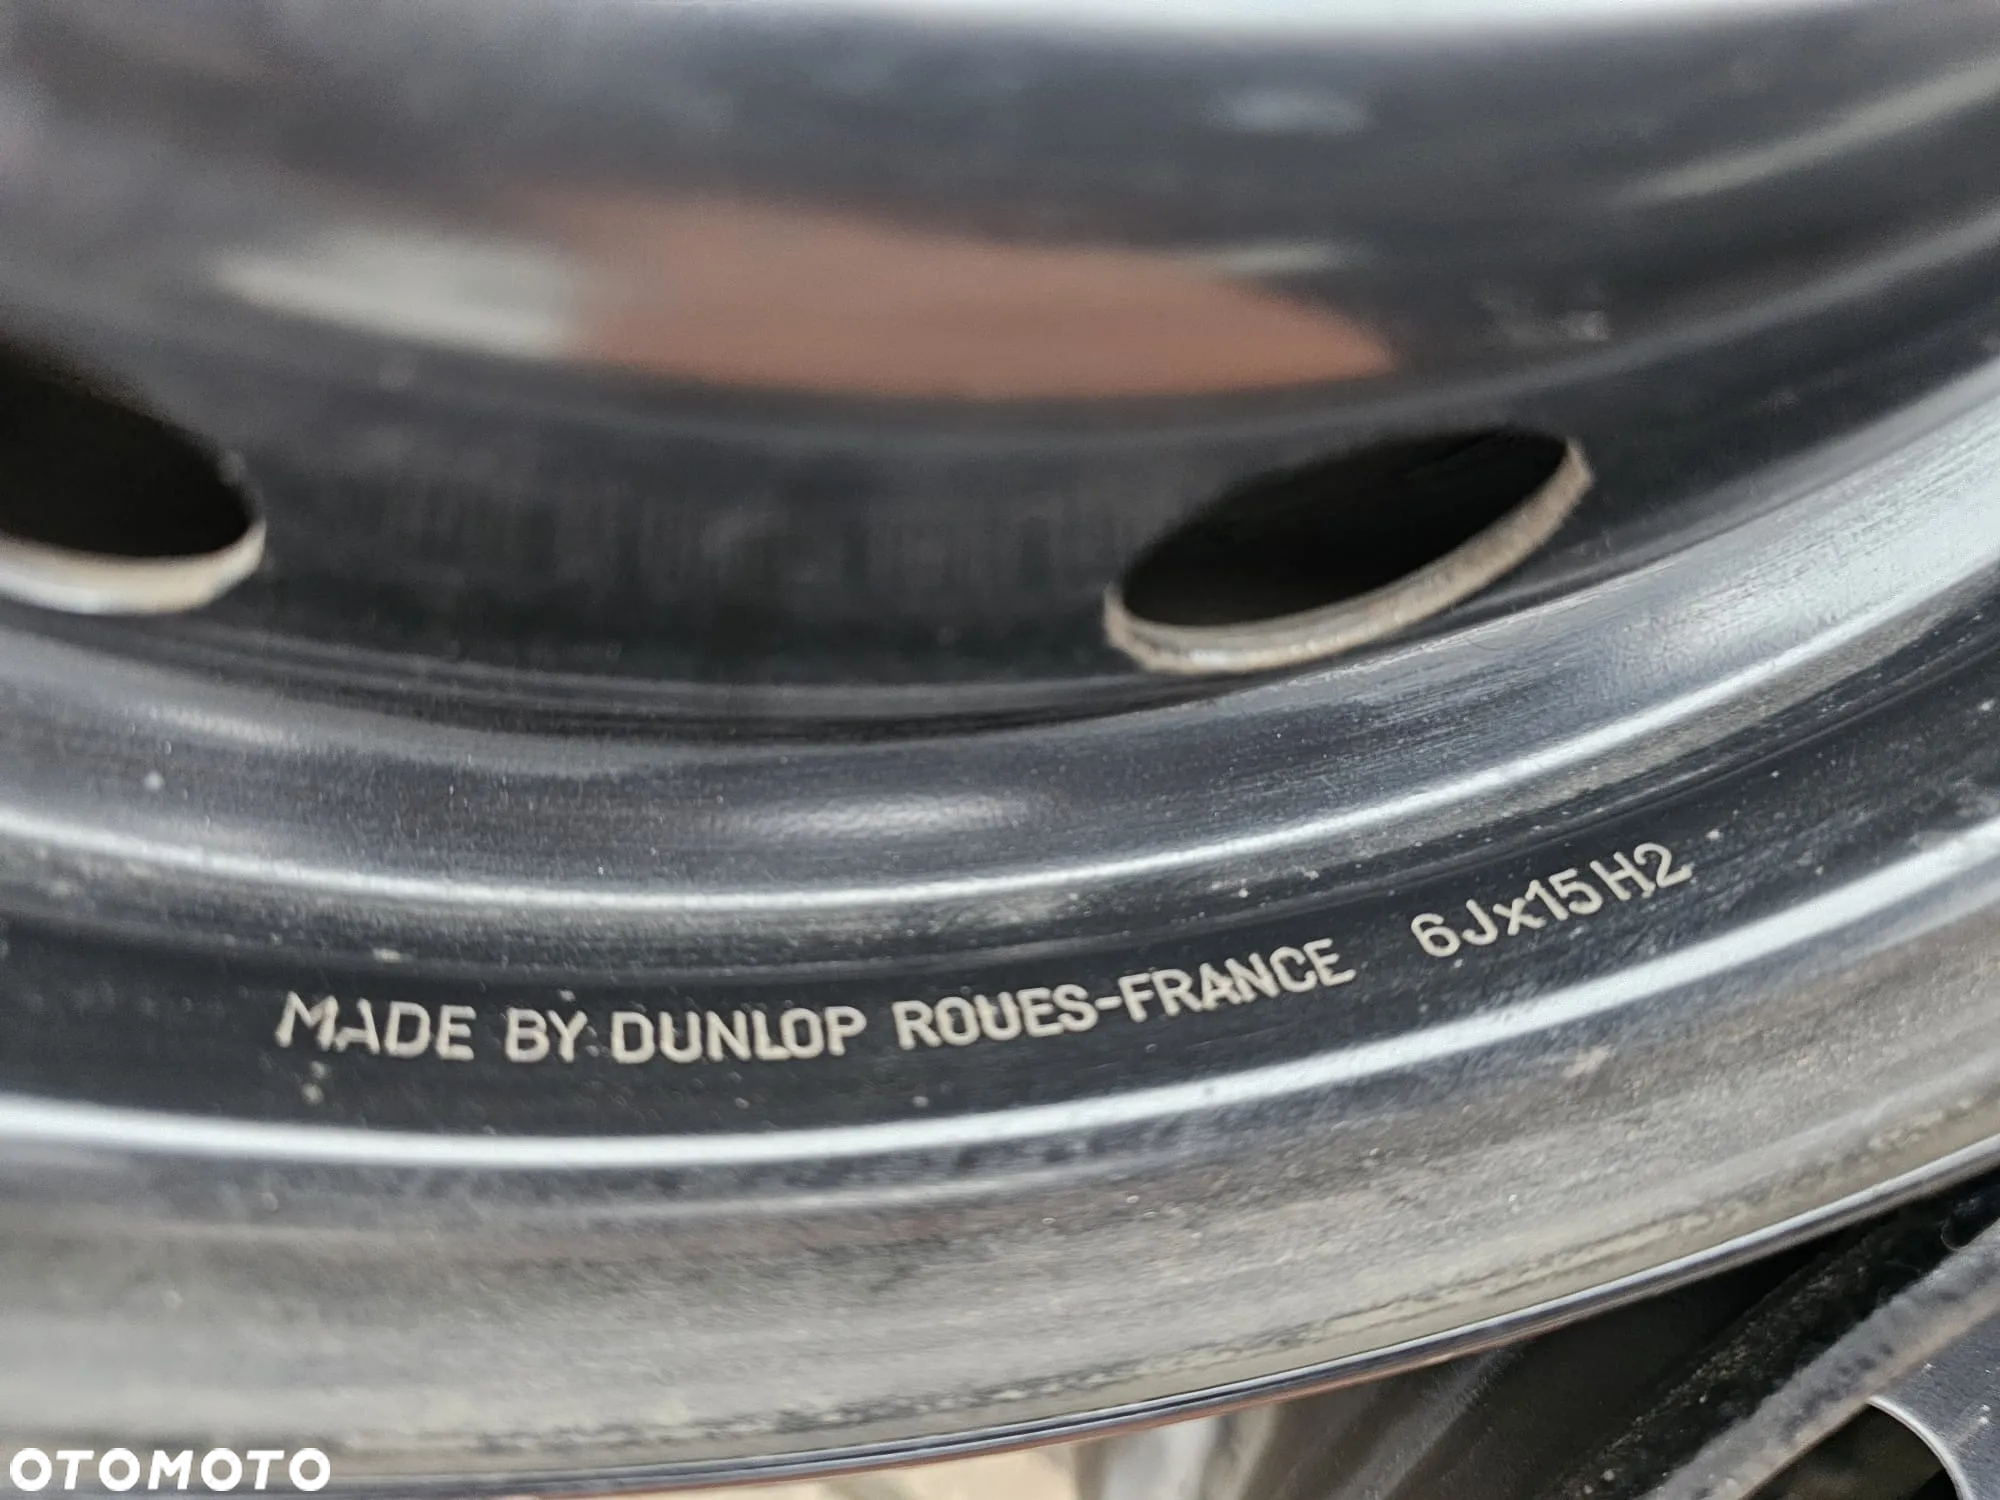 MADE BY DUNLOP ROUES-FRANCE 6Jx15H2
OTOMOTO